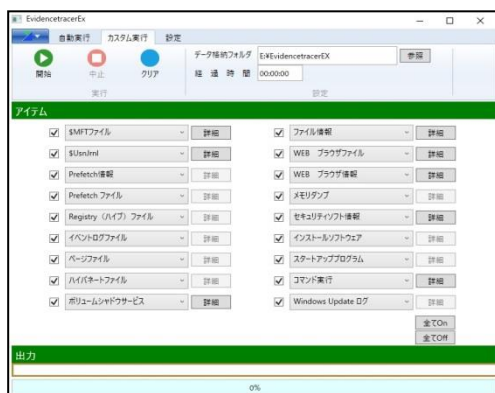 EvidencetracerEx
自動実行 カスタム実行 設定
開始 中止 クリア
データ格納フォルダ E:¥EvidencetracerEX 参照
経過時間 00:00:00
実行 設定
アイテム
$MFTファイル 詳細 ファイル情報 詳細
$UsnJrnl 詳細 WEB ブラウザファイル 詳細
Prefetch情報 詳細 WEB ブラウザ情報 詳細
Prefetch ファイル 詳細 メモリダンプ 詳細
Registry（ハイブ）ファイル 詳細 セキュリティソフト情報 詳細
イベントログファイル 詳細 インストールソフトウェア 詳細
ページファイル 詳細 スタートアッププログラム 詳細
ハイバネートファイル 詳細 コマンド実行 詳細
ボリュームシャドウサービス 詳細 Windows Update ログ 詳細
全てOn
全てOff
出力
0%